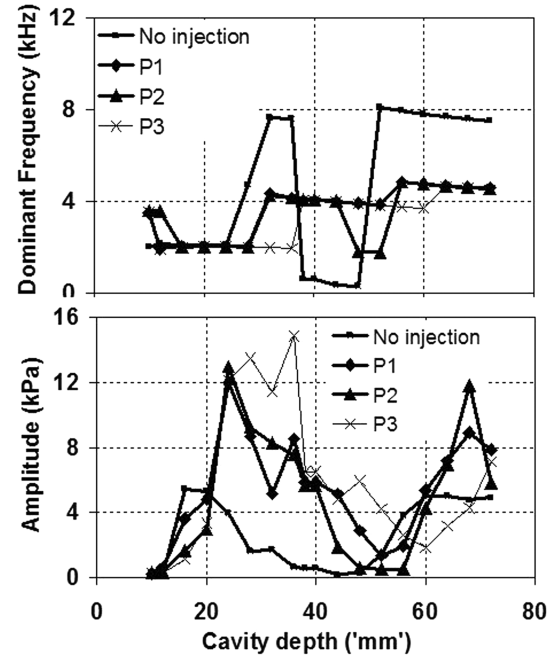 Dominant Frequency (kHz)
12
8
4
0
No injection
P1
P2
P3
Amplitude (kPa)
16
12
8
4
0
No injection
P1
P2
P3
0 20 40 60 80
Cavity depth ('mm')